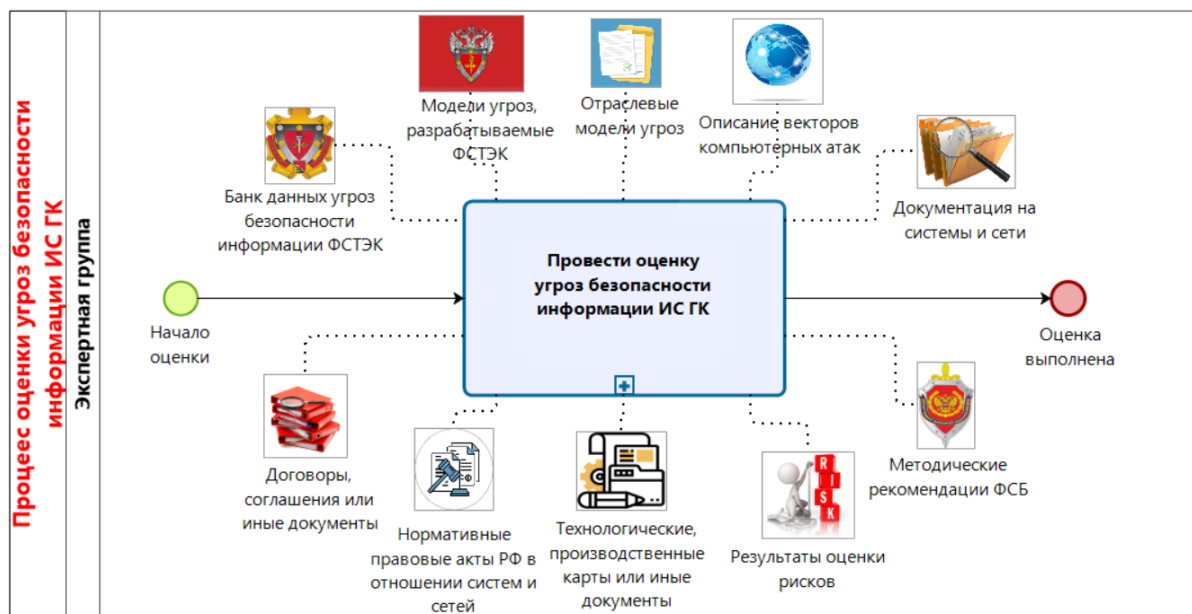 Процеес оценки угроз безопасности
информации ИС ГК
Экспертная группа
Модели угроз,
разрабатываемые
ФСТЭК
Отраслевые
модели угроз
Описание векторов
компьютерных атак
Банк данных угроз
безопасности
информации ФСТЭК
Документация на
системы и сети
Провести оценку
угроз безопасности
информации ИС ГК
Начало
оценки
Оценка
выполнена
Договоры,
соглашения или
иные документы
Нормативные
правовые акты РФ в
отношении систем и
сетей
Технологические,
производственные
карты или иные
документы
RISK
Результаты оценки
рисков
Методические
рекомендации ФСБ